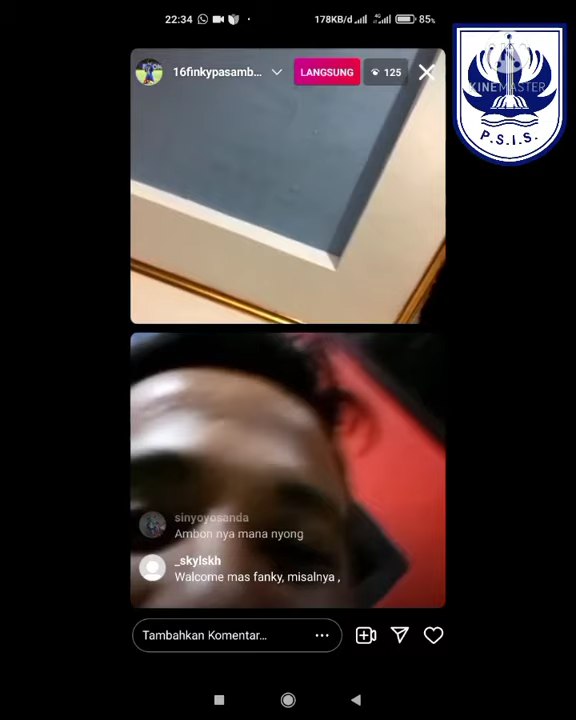 22:34
178KB/d
85%
16finkypasamb...
LANGSUNG
125
KINEMASTER
P.S.I.S.
sinyoyosanda
Ambon nya mana nyong
_skylskh
Welcome mas fanky, misalnya ,
Tambahkan Komentar...